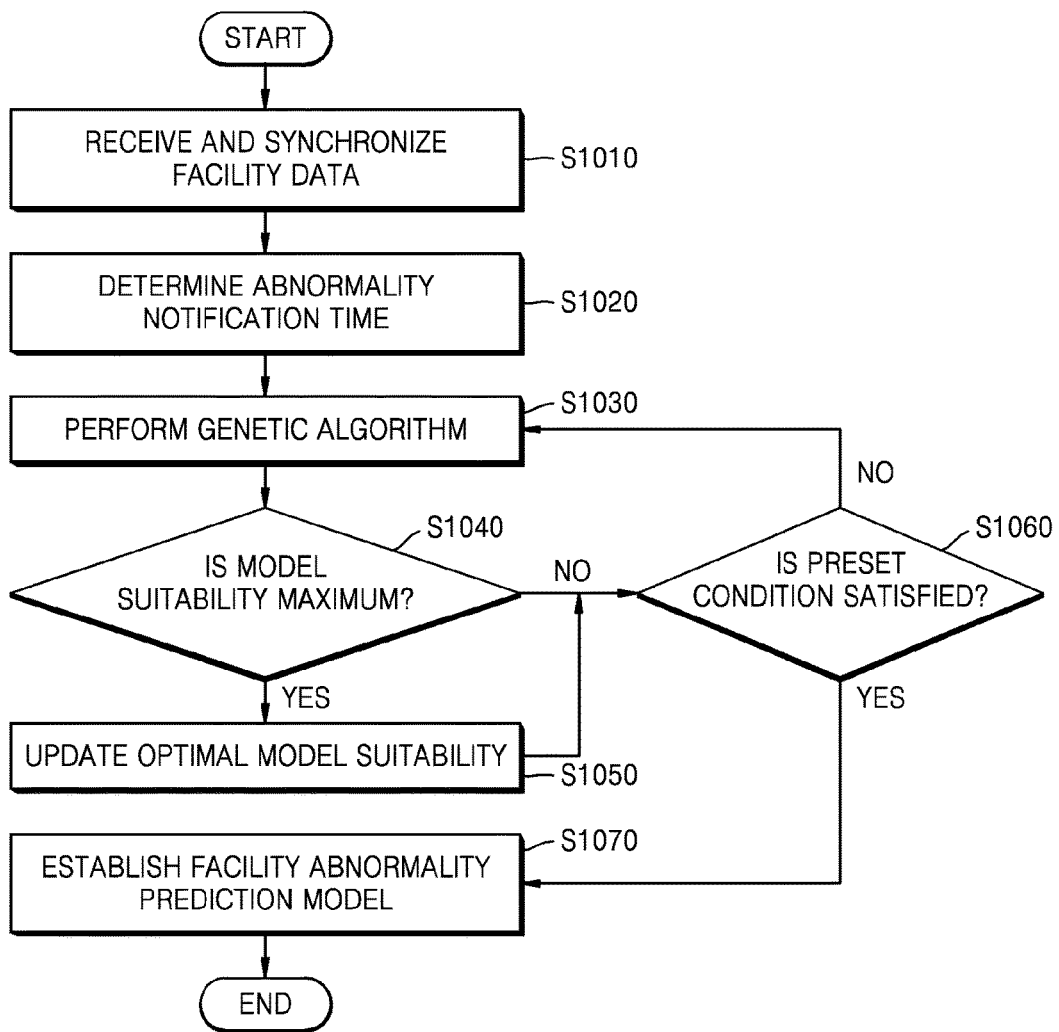 START
RECEIVE AND SYNCHRONIZE
FACILITY DATA
S1010
DETERMINE ABNORMALITY
NOTIFICATION TIME
S1020
PERFORM GENETIC ALGORITHM
S1030
IS MODEL
SUITABILITY MAXIMUM?
S1040
NO
YES
UPDATE OPTIMAL MODEL SUITABILITY
S1050
IS PRESET
CONDITION SATISFIED?
S1060
NO
YES
ESTABLISH FACILITY ABNORMALITY
PREDICTION MODEL
S1070
END